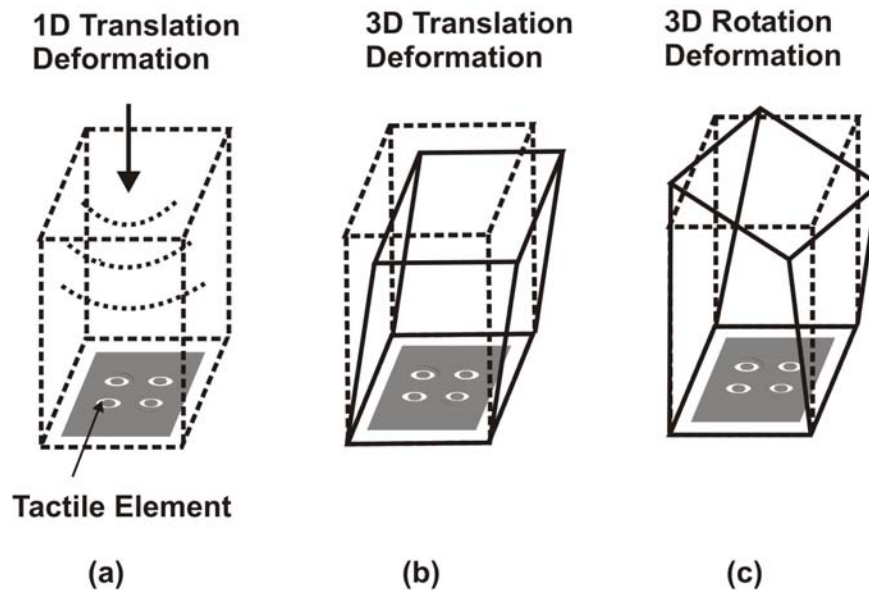 1D Translation
Deformation
3D Translation
Deformation
3D Rotation
Deformation
Tactile Element
(a)
(b)
(c)